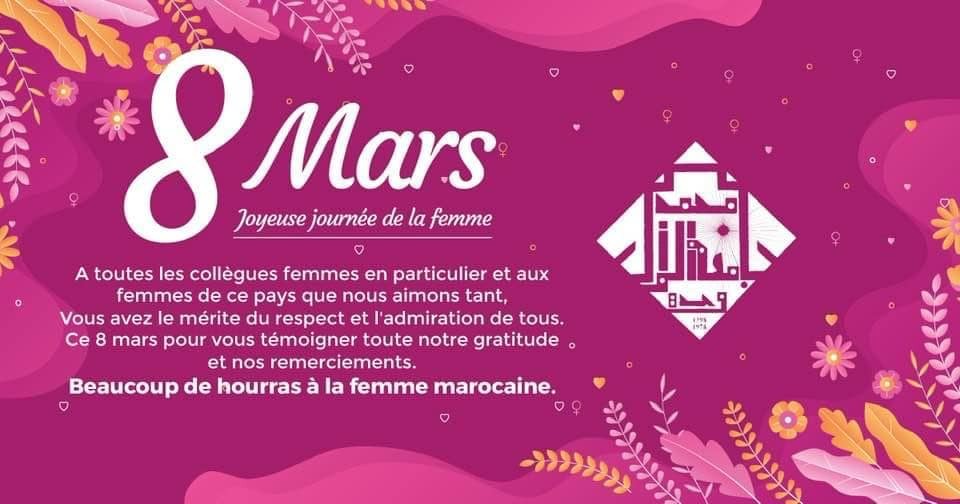 8 Mars
Joyeuse journée de la femme
A toutes les collègues femmes en particulier et aux
femmes de ce pays que nous aimons tant,
Vous avez le mérite du respect et l'admiration de tous.
Ce 8 mars pour vous témoigner toute notre gratitude
et nos remerciements.
Beaucoup de hourras à la femme marocaine.
1978